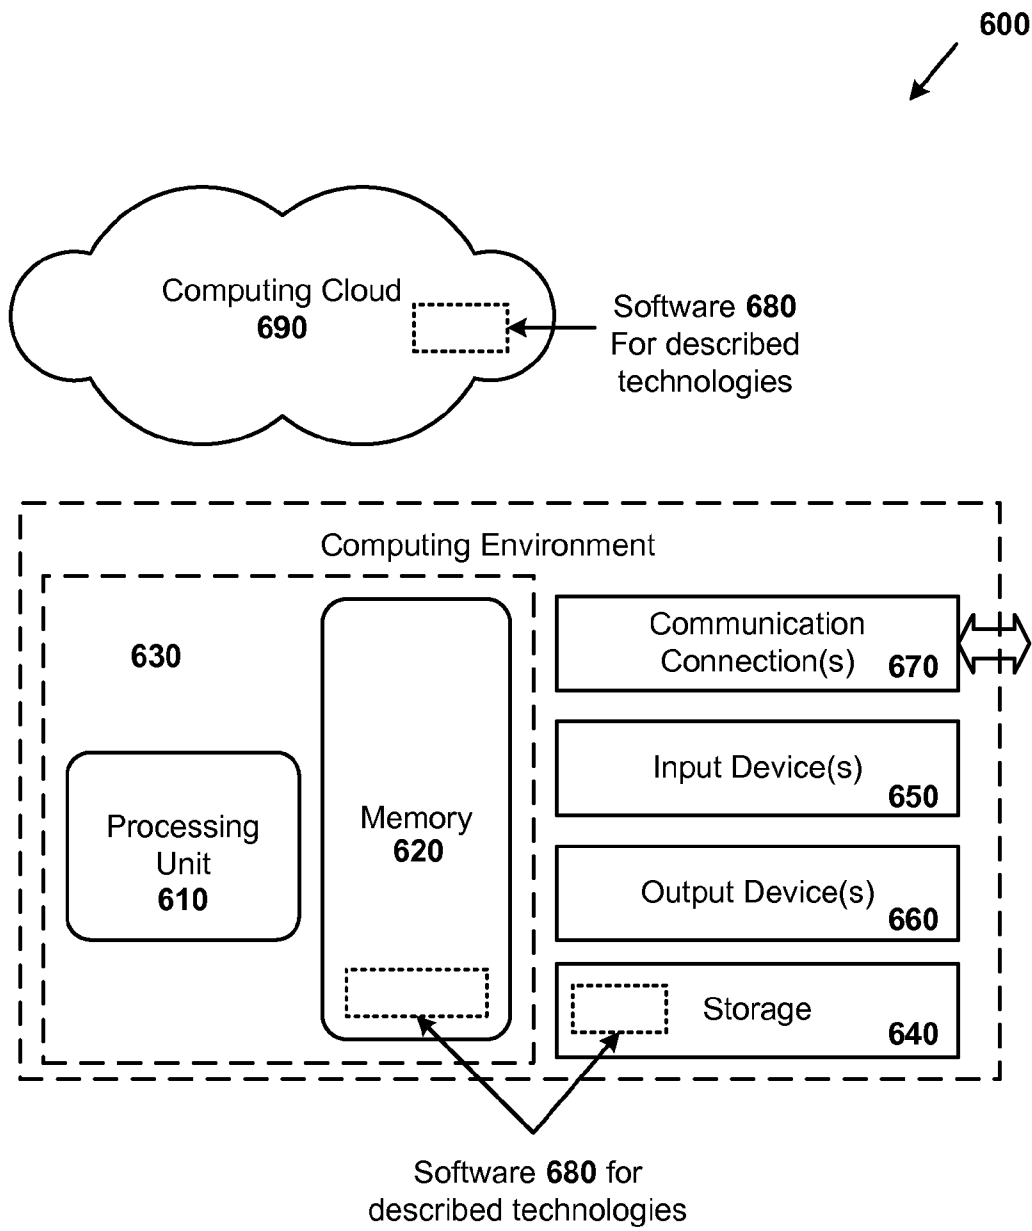 600
Computing Cloud
690
Software 680
For described
technologies
Computing Environment
630
Processing
Unit
610
Memory
620
Communication
Connection(s)
670
Input Device(s)
650
Output Device(s)
660
Storage
640
Software 680 for
described technologies